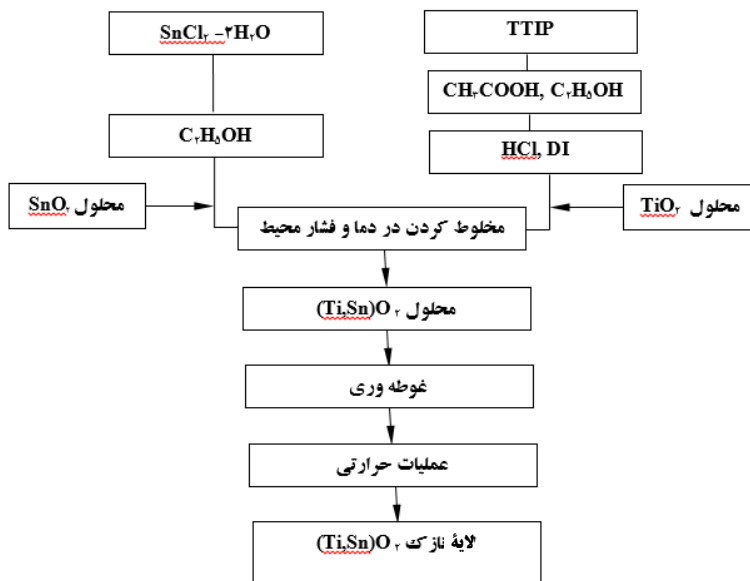 SnCl۲ –۲H۲O
TTIP
CH۳COOH, C۲H۵OH
C۲H۵OH
HCl, DI
محلول SnO۲
محلول TiO۲
مخلوط کردن در دما و فشار محیط
محلول (Ti,Sn)O۲
غوطه وری
عملیات حرارتی
لایۀ نازک (Ti,Sn)O۲